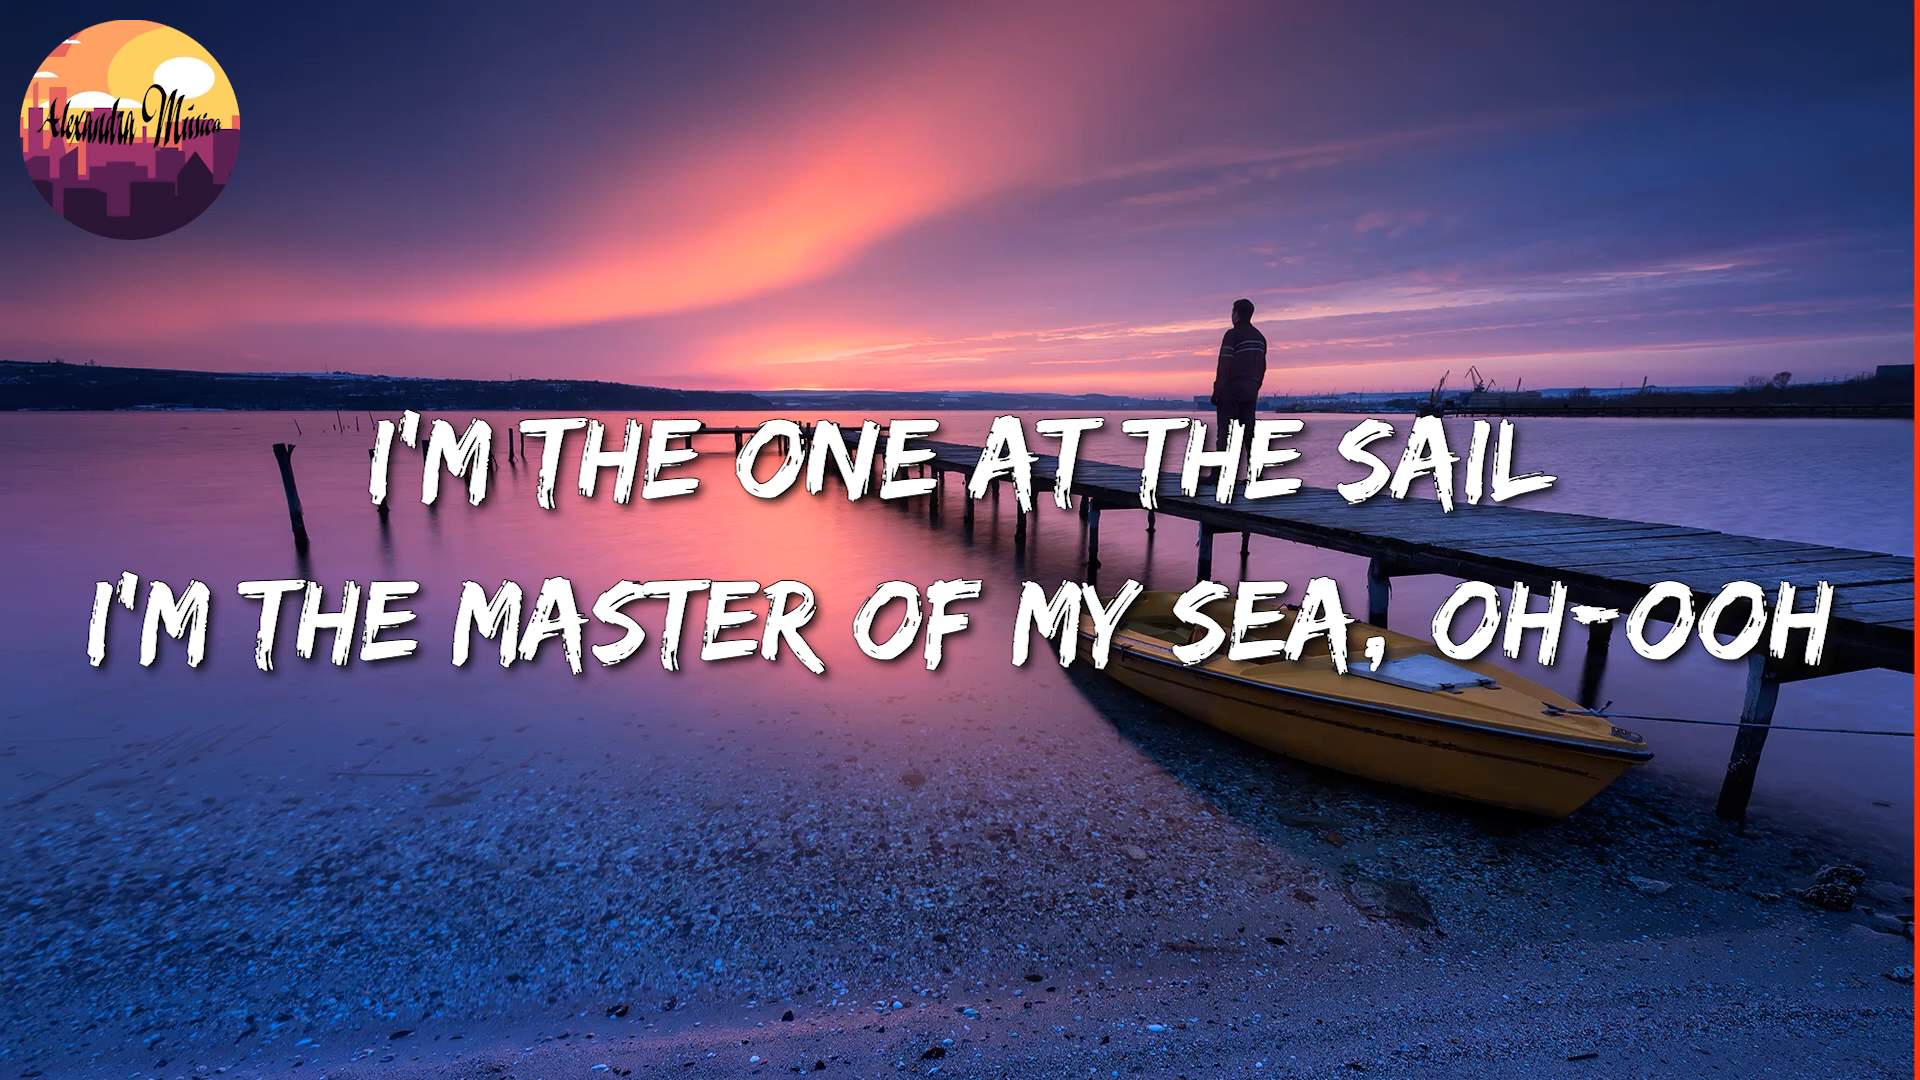 Alexandra Música
I'M THE ONE AT THE SAIL
I'M THE MASTER OF MY SEA, OH-OOH